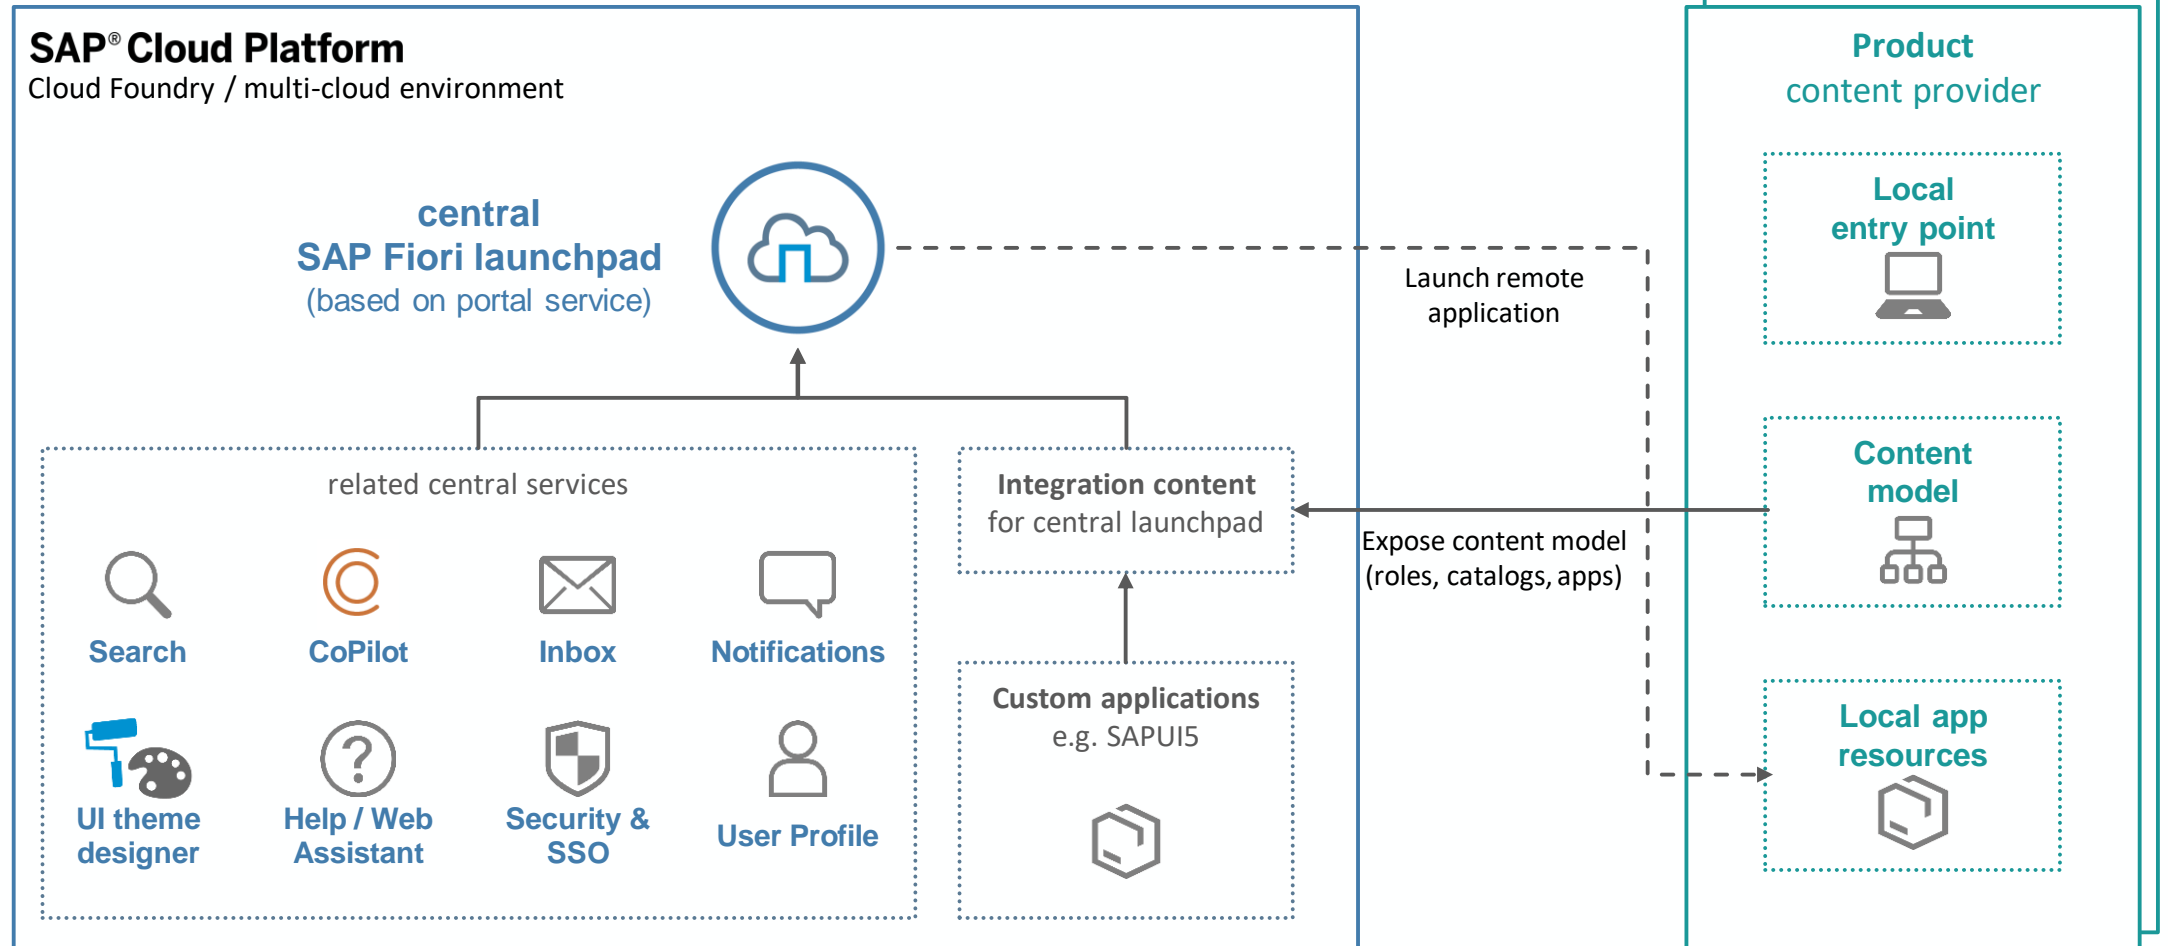 SAP® Cloud Platform
Cloud Foundry / multi-cloud environment
central
SAP Fiori launchpad
(based on portal service)
related central services
Search
CoPilot
Inbox
Notifications
UI theme
designer
Help / Web
Assistant
Security &
SSO
User Profile
Integration content
for central launchpad
Custom applications
e.g. SAPUI5
Launch remote
application
Expose content model
(roles, catalogs, apps)
Product
content provider
Local
entry point
Content
model
Local app
resources